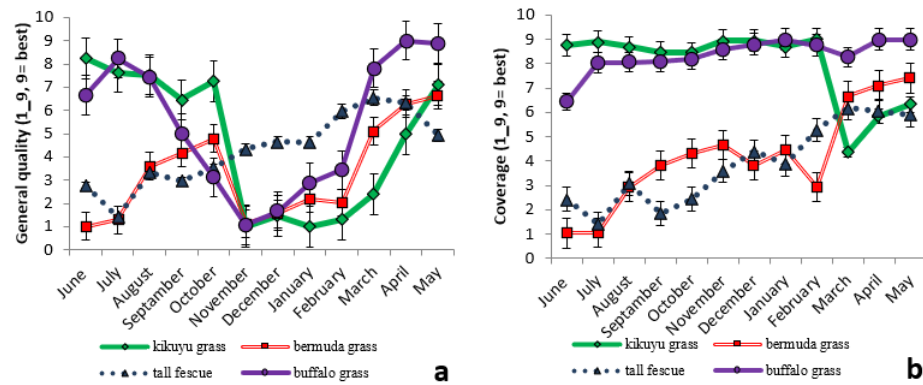 General quality (1_9, 9= best)
10
9
8
7
6
5
4
3
2
1
0
June
July
August
September
October
November
December
January
February
March
April
May
kikuyu grass
bermuda grass
tall fescue
buffalo grass
a
Coverage (1_9, 9= best)
10
9
8
7
6
5
4
3
2
1
0
June
July
August
September
October
November
December
January
February
March
April
May
kikuyu grass
bermuda grass
tall fescue
buffalo grass
b